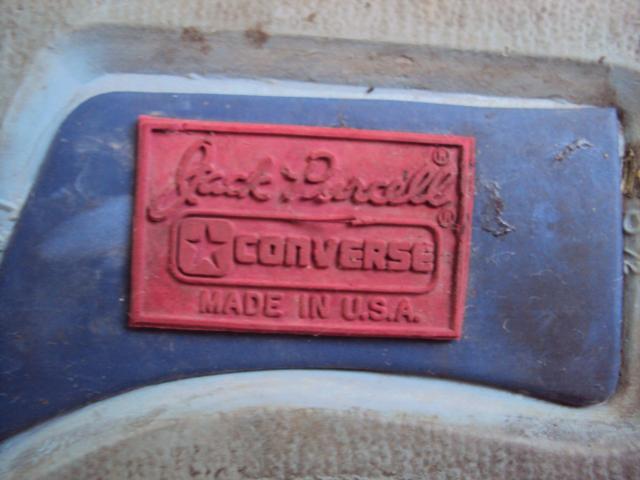 Jack Purcell®
CONVERSE®
MADE IN U.S.A.